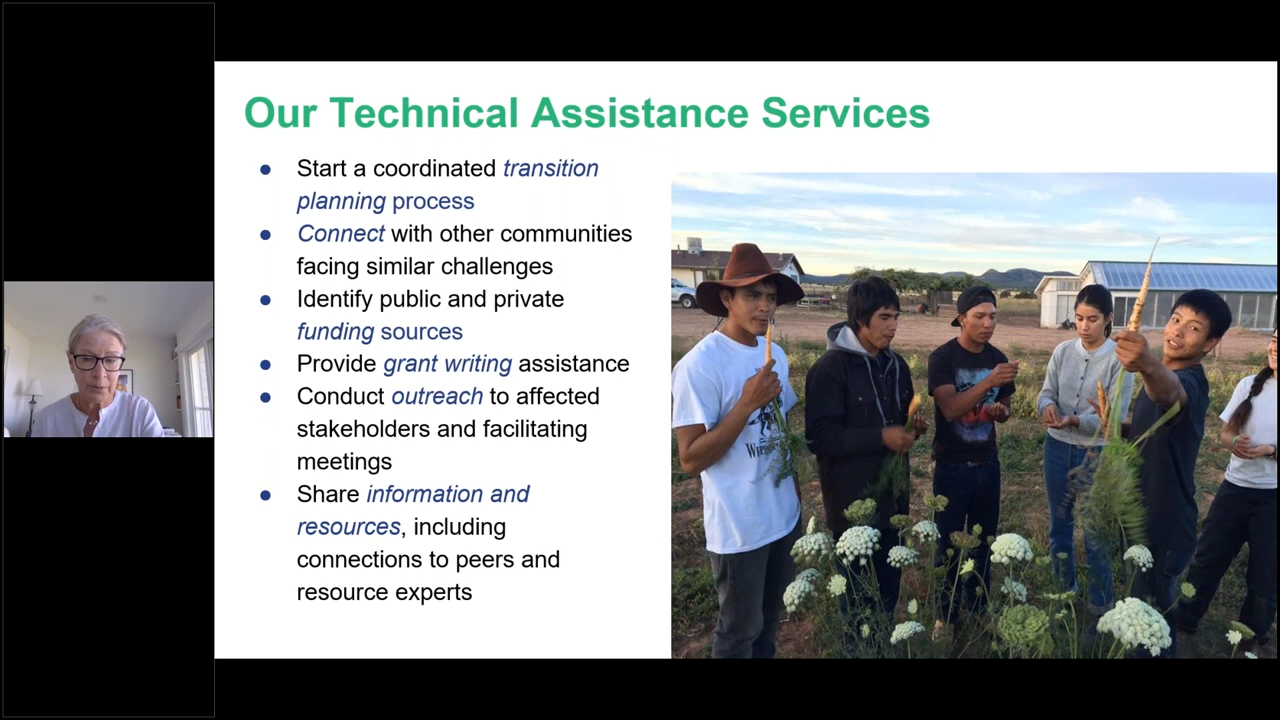 Our Technical Assistance Services
● Start a coordinated transition
planning process
● Connect with other communities
facing similar challenges
● Identify public and private
funding sources
● Provide grant writing assistance
● Conduct outreach to affected
stakeholders and facilitating
meetings
● Share information and
resources, including
connections to peers and
resource experts